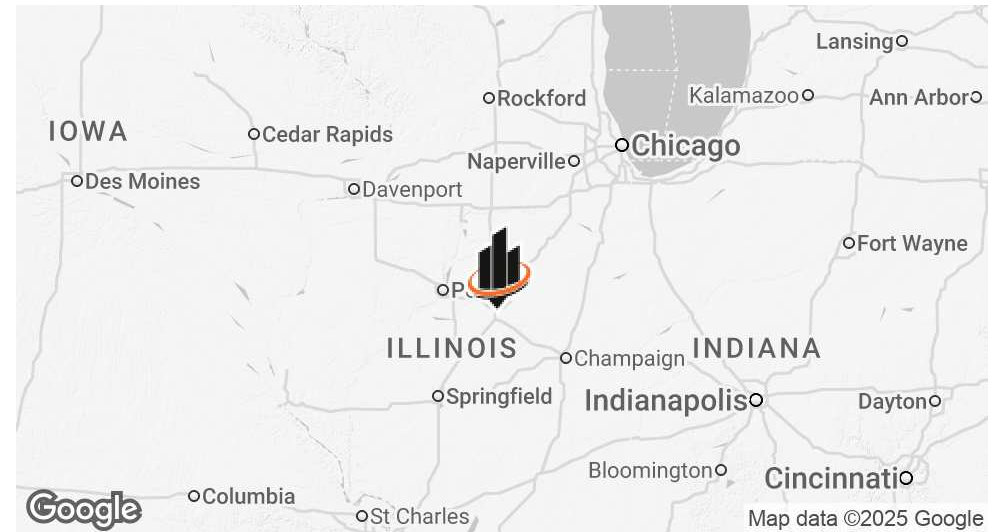 Lansing
Rockford
Kalamazoo
Ann Arbor
IOWA
Cedar Rapids
Chicago
Naperville
Des Moines
Davenport
Fort Wayne
P
ILLINOIS
INDIANA
Champaign
Springfield
Indianapolis
Dayton
Bloomington
Cincinnati
Columbia
Google
St Charles
Map data ©2025 Google